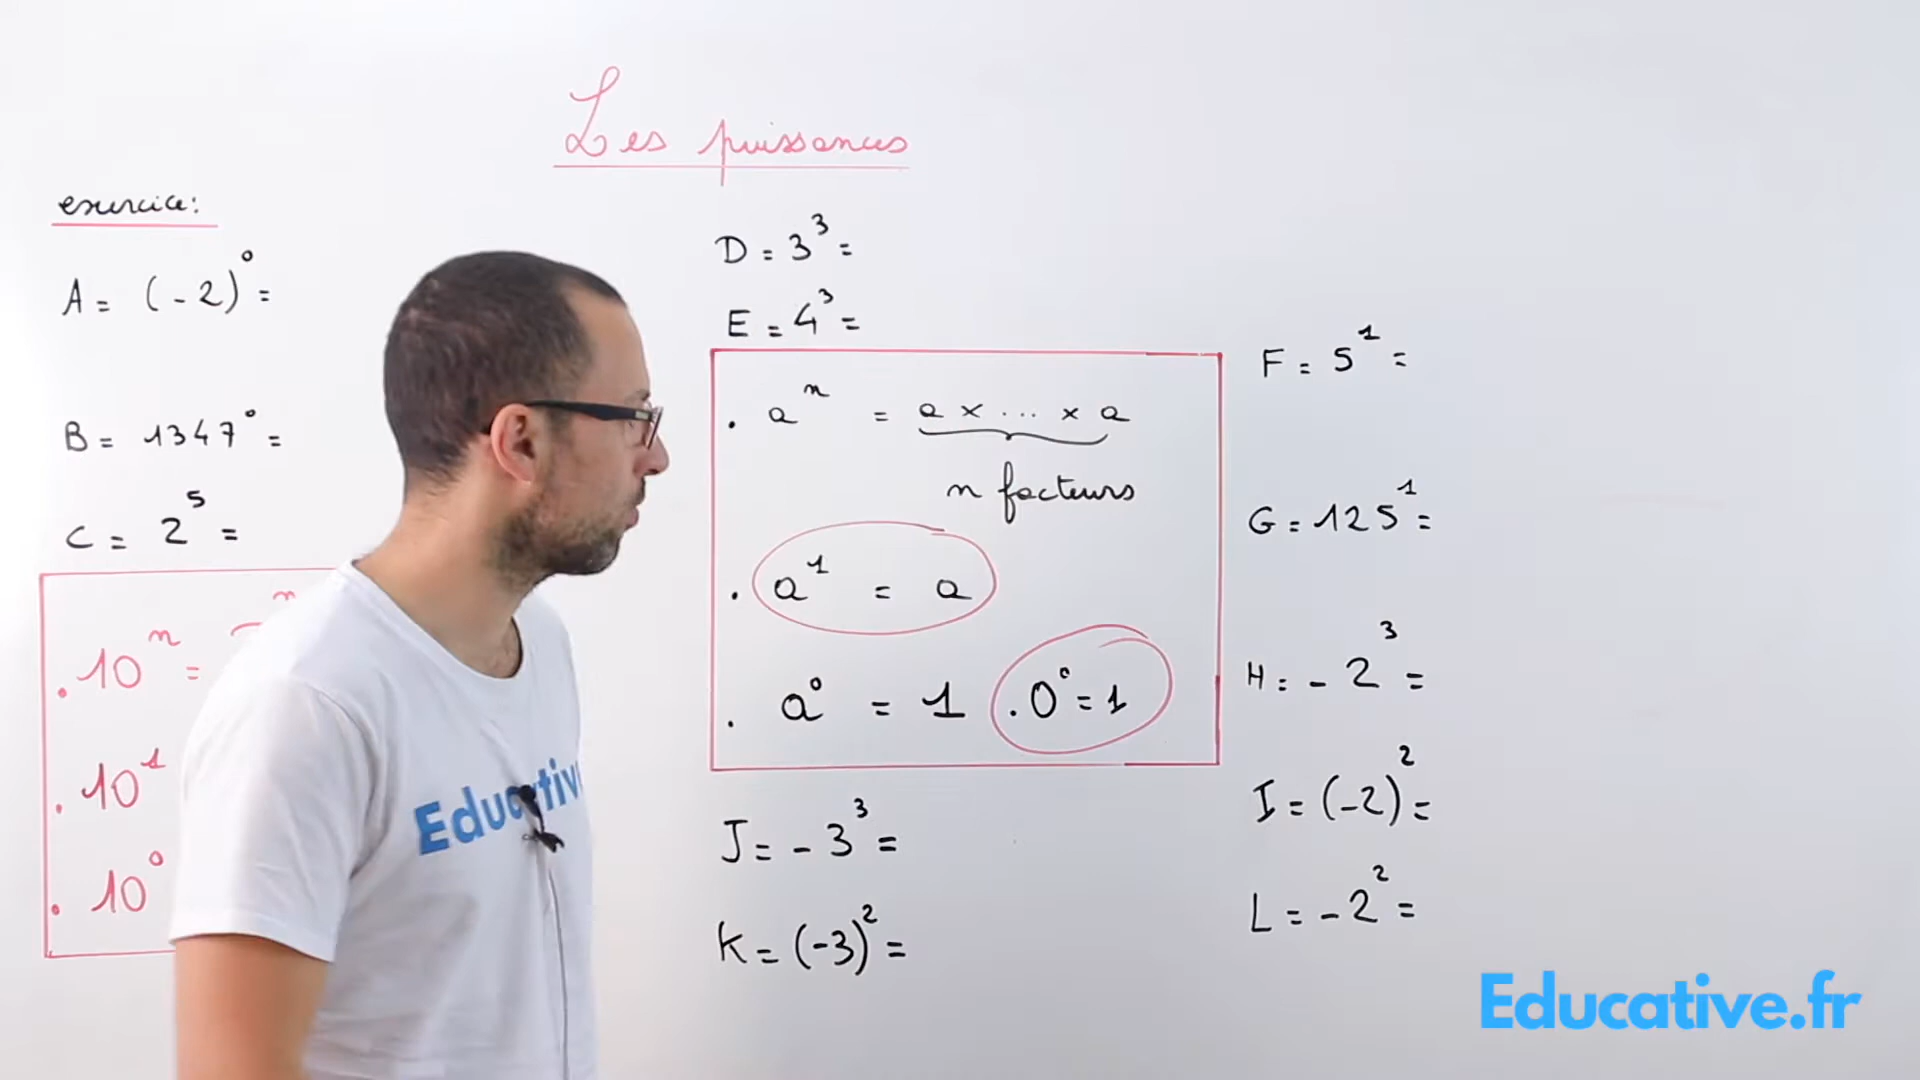 Les puissances
exercice:
A = (-2)⁰ =
B = 1347⁰ =
C = 2⁵ =
. 10ⁿ =
n
. 10¹
. 10⁰
D = 3³ =
E = 4³ =
. aⁿ = a × ... × a
n facteurs
. a¹ = a
. a⁰ = 1 . 0⁰ = 1
J = - 3³ =
K = (-3)² =
F = 5¹ =
G = 125¹ =
H = - 2³ =
I = (-2)² =
L = - 2² =
Educative
Educative.fr